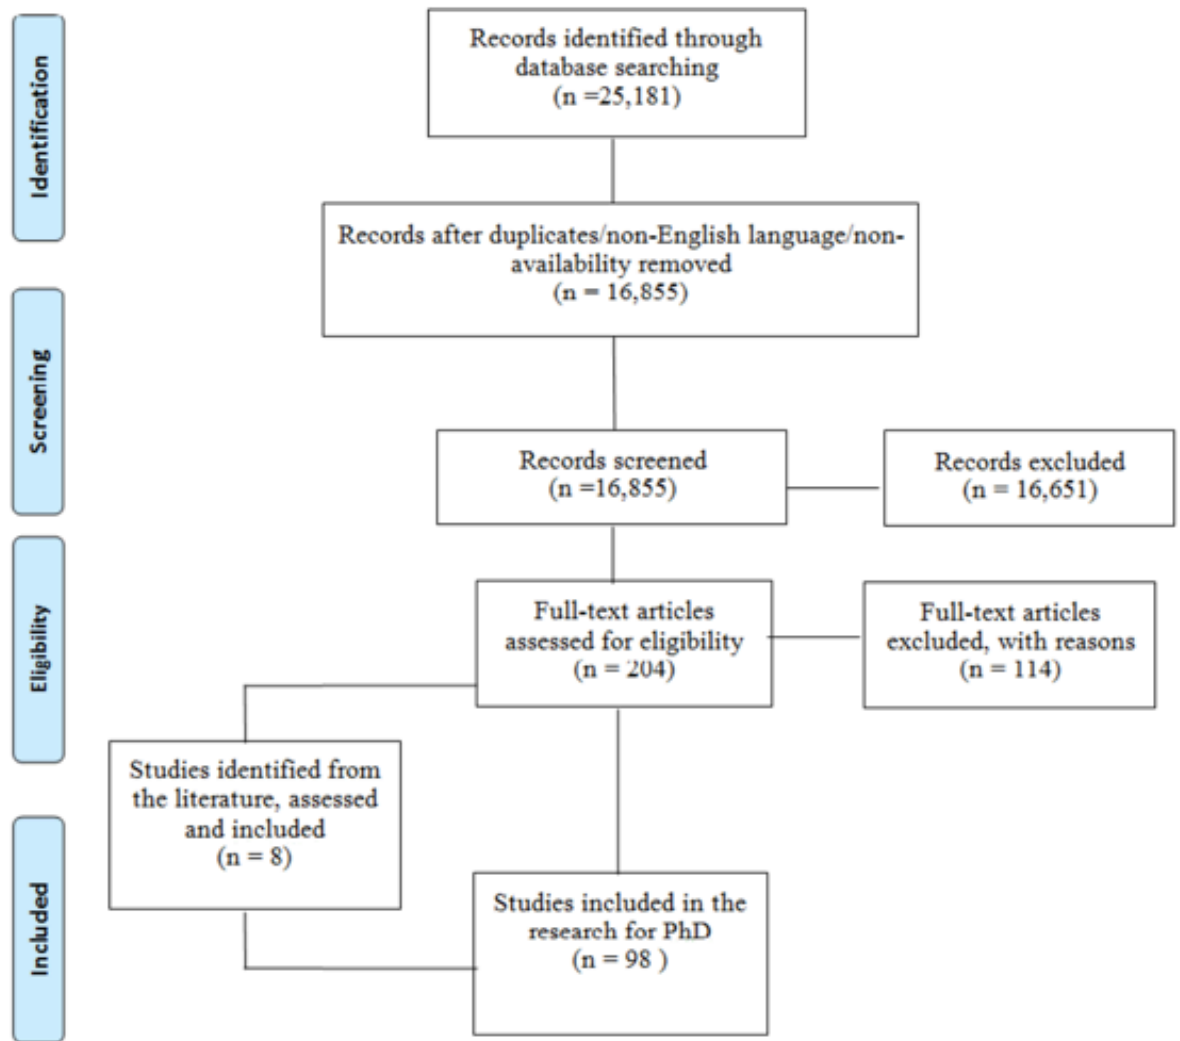 Identification
Records identified through
database searching
(n =25,181)
Records after duplicates/non-English language/non-
availability removed
(n = 16,855)
Screening
Records screened
(n =16,855)
Records excluded
(n = 16,651)
Eligibility
Full-text articles
assessed for eligibility
(n = 204)
Full-text articles
excluded, with reasons
(n = 114)
Studies identified from
the literature, assessed
and included
(n = 8)
Included
Studies included in the
research for PhD
(n = 98 )